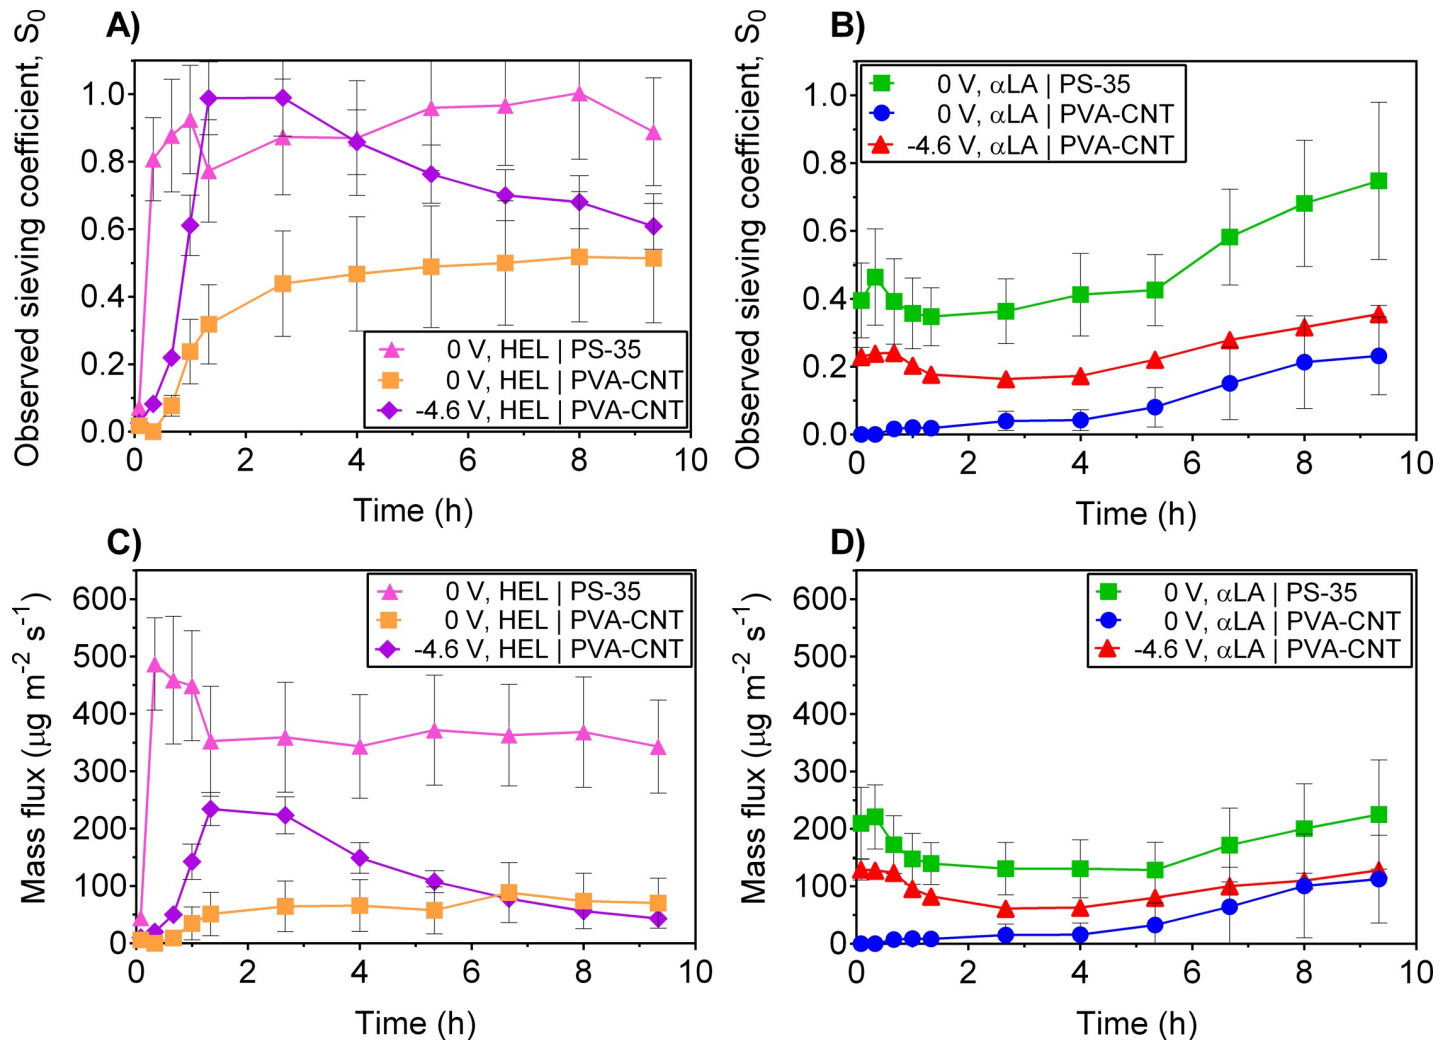 A)
Observed sieving coefficient, S₀
1.0
0.8
0.6
0.4
0.2
0.0
0 V, HEL | PS-35
0 V, HEL | PVA-CNT
-4.6 V, HEL | PVA-CNT
0 2 4 6 8 10
Time (h)
B)
Observed sieving coefficient, S₀
1.0
0.8
0.6
0.4
0.2
0.0
0 V, αLA | PS-35
0 V, αLA | PVA-CNT
-4.6 V, αLA | PVA-CNT
0 2 4 6 8 10
Time (h)
C)
Mass flux (μg m⁻² s⁻¹)
600
500
400
300
200
100
0
0 V, HEL | PS-35
0 V, HEL | PVA-CNT
-4.6 V, HEL | PVA-CNT
0 2 4 6 8 10
Time (h)
D)
Mass flux (μg m⁻² s⁻¹)
600
500
400
300
200
100
0
0 V, αLA | PS-35
0 V, αLA | PVA-CNT
-4.6 V, αLA | PVA-CNT
0 2 4 6 8 10
Time (h)